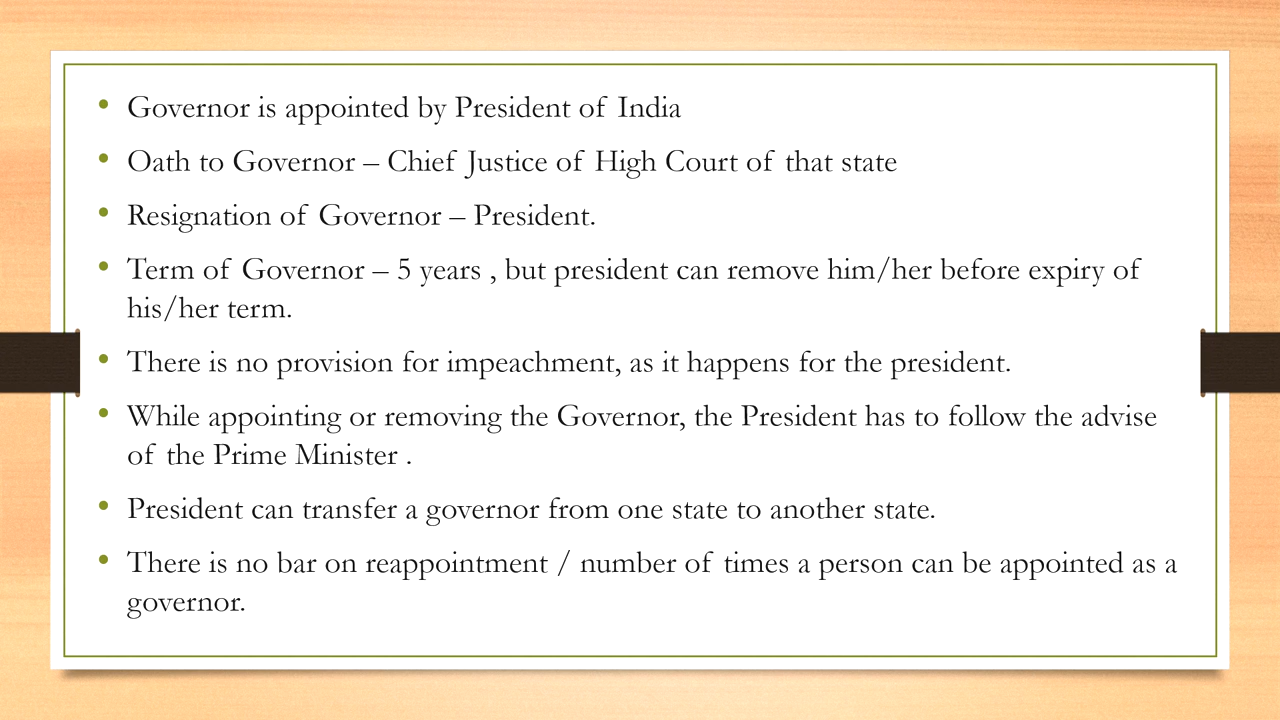 • Governor is appointed by President of India
• Oath to Governor – Chief Justice of High Court of that state
• Resignation of Governor – President.
• Term of Governor – 5 years , but president can remove him/her before expiry of
his/her term.
• There is no provision for impeachment, as it happens for the president.
• While appointing or removing the Governor, the President has to follow the advise
of the Prime Minister .
• President can transfer a governor from one state to another state.
• There is no bar on reappointment / number of times a person can be appointed as a
governor.